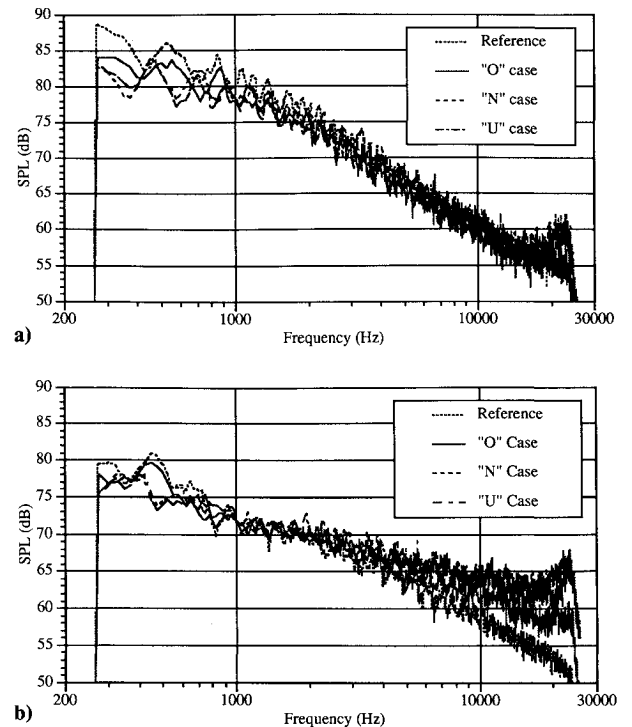 90
85
80
75
70
65
60
55
50
SPL (dB)
Reference
"O" case
"N" case
"U" case
200
1000
10000
30000
Frequency (Hz)
a)
90
85
80
75
70
65
60
55
50
SPL (dB)
Reference
"O" Case
"N" Case
"U" Case
200
1000
10000
30000
Frequency (Hz)
b)